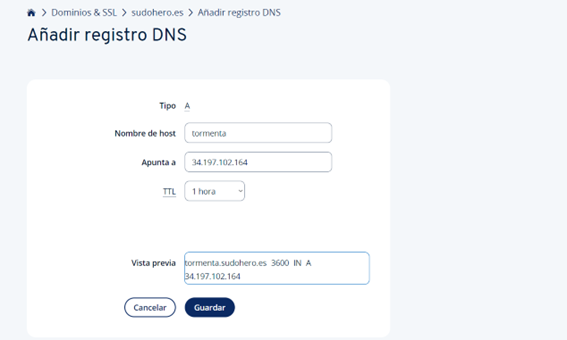 Dominios & SSL > sudohero.es > Añadir registro DNS
Añadir registro DNS
Tipo A
Nombre de host tormenta
Apunta a 34.197.102.164
TTL 1 hora
Vista previa tormenta.sudohero.es 3600 IN A
34.197.102.164
Cancelar Guardar